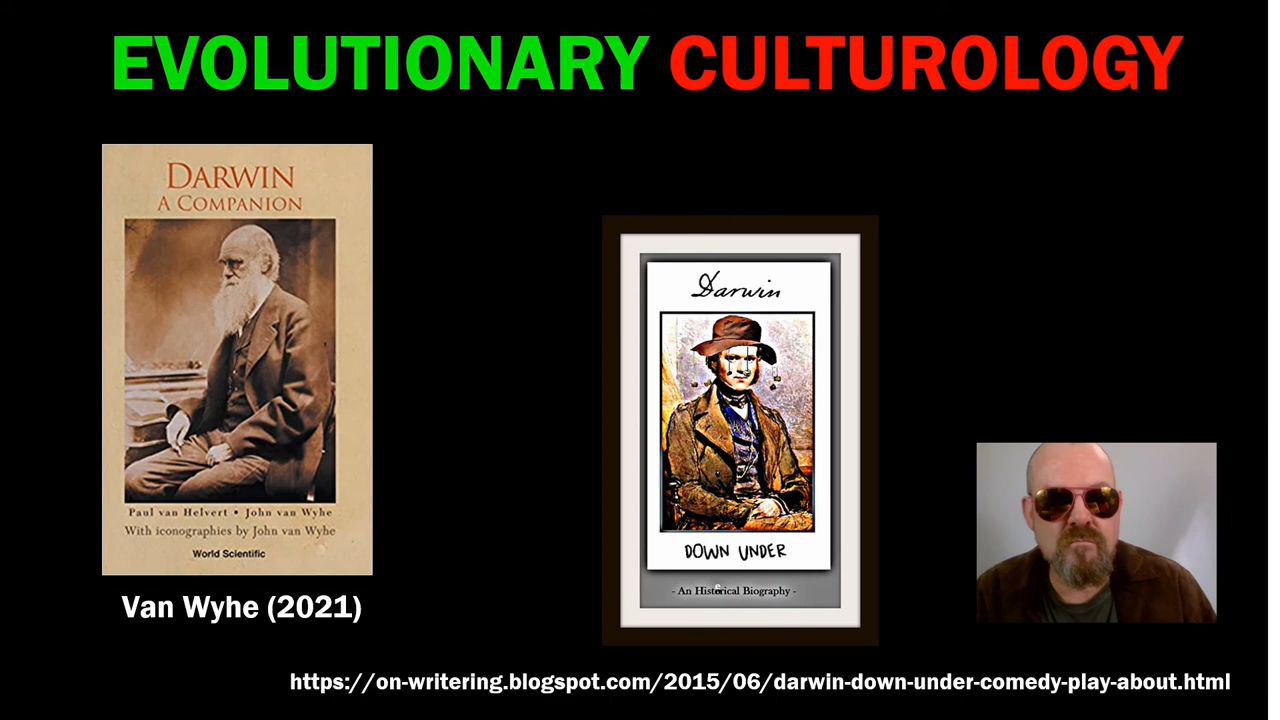 EVOLUTIONARY CULTUROLOGY
DARWIN
A COMPANION
Paul van Helvert • John van Wyhe
With iconographies by John van Wyhe
World Scientific
Van Wyhe (2021)
Darwin
DOWN UNDER
- An Histerical Biography -
https://on-writering.blogspot.com/2015/06/darwin-down-under-comedy-play-about.html